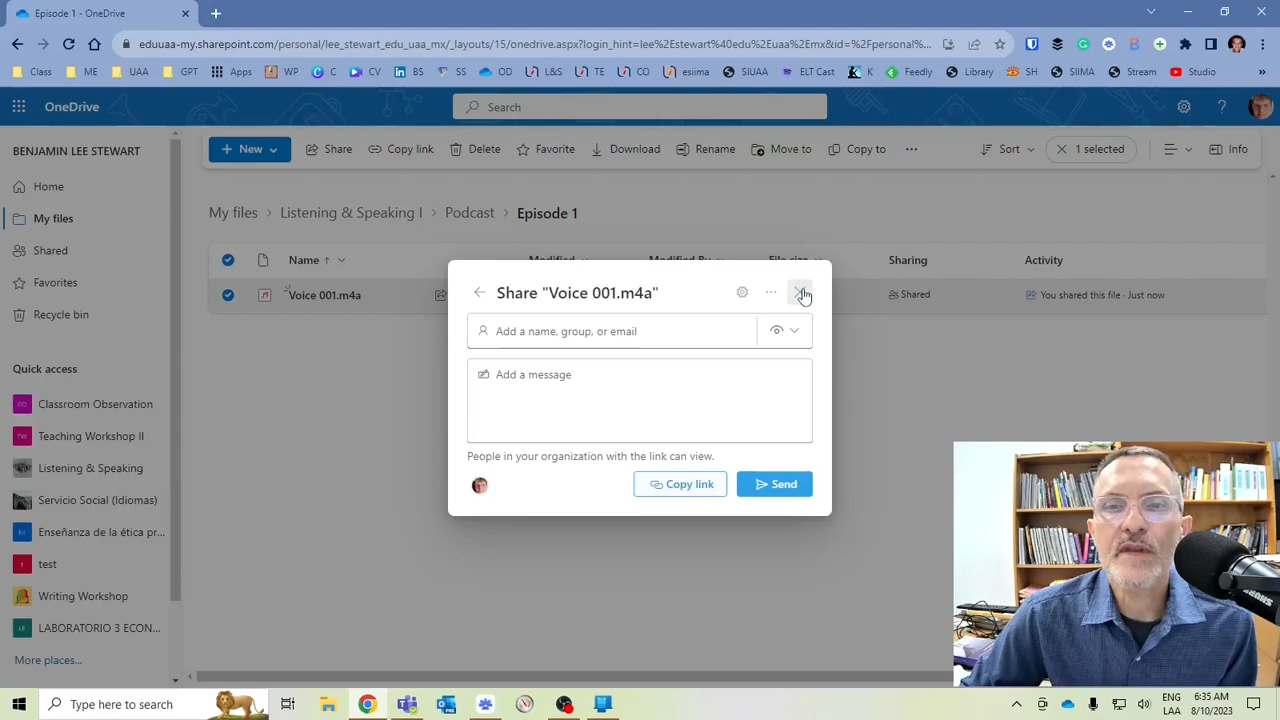 Episode 1 - OneDrive
eduuaa-my.sharepoint.com/personal/lee_stewart_edu_uaa_mx/_layouts/15/onedrive.aspx?login_hint=lee%2Estewart%40edu%2Euaa%2Emx&id=%2Fpersonal...
Class ME UAA GPT Apps WP C CV BS SS OD L&S TE CO esiima SIUAA ELT Cast K Feedly Library SH SIIMA Stream Studio »
OneDrive
Search
BENJAMIN LEE STEWART
Home
My files
Shared
Favorites
Recycle bin
Quick access
Classroom Observation
Teaching Workshop II
Listening & Speaking
Servicio Social (Idiomas)
Enseñanza de la ética pr...
test
Writing Workshop
LABORATORIO 3 ECON...
More places...
New Share Copy link Delete Favorite Download Rename Move to Copy to ... Sort 1 selected Info
My files > Listening & Speaking I > Podcast > Episode 1
Name Modified Modified By File size Sharing Activity
Voice 001.m4a Shared You shared this file · Just now
Share "Voice 001.m4a"
Add a name, group, or email
Add a message
People in your organization with the link can view.
Copy link Send
SHURE
Type here to search
ENG 6:35 AM
LAA 8/10/2023